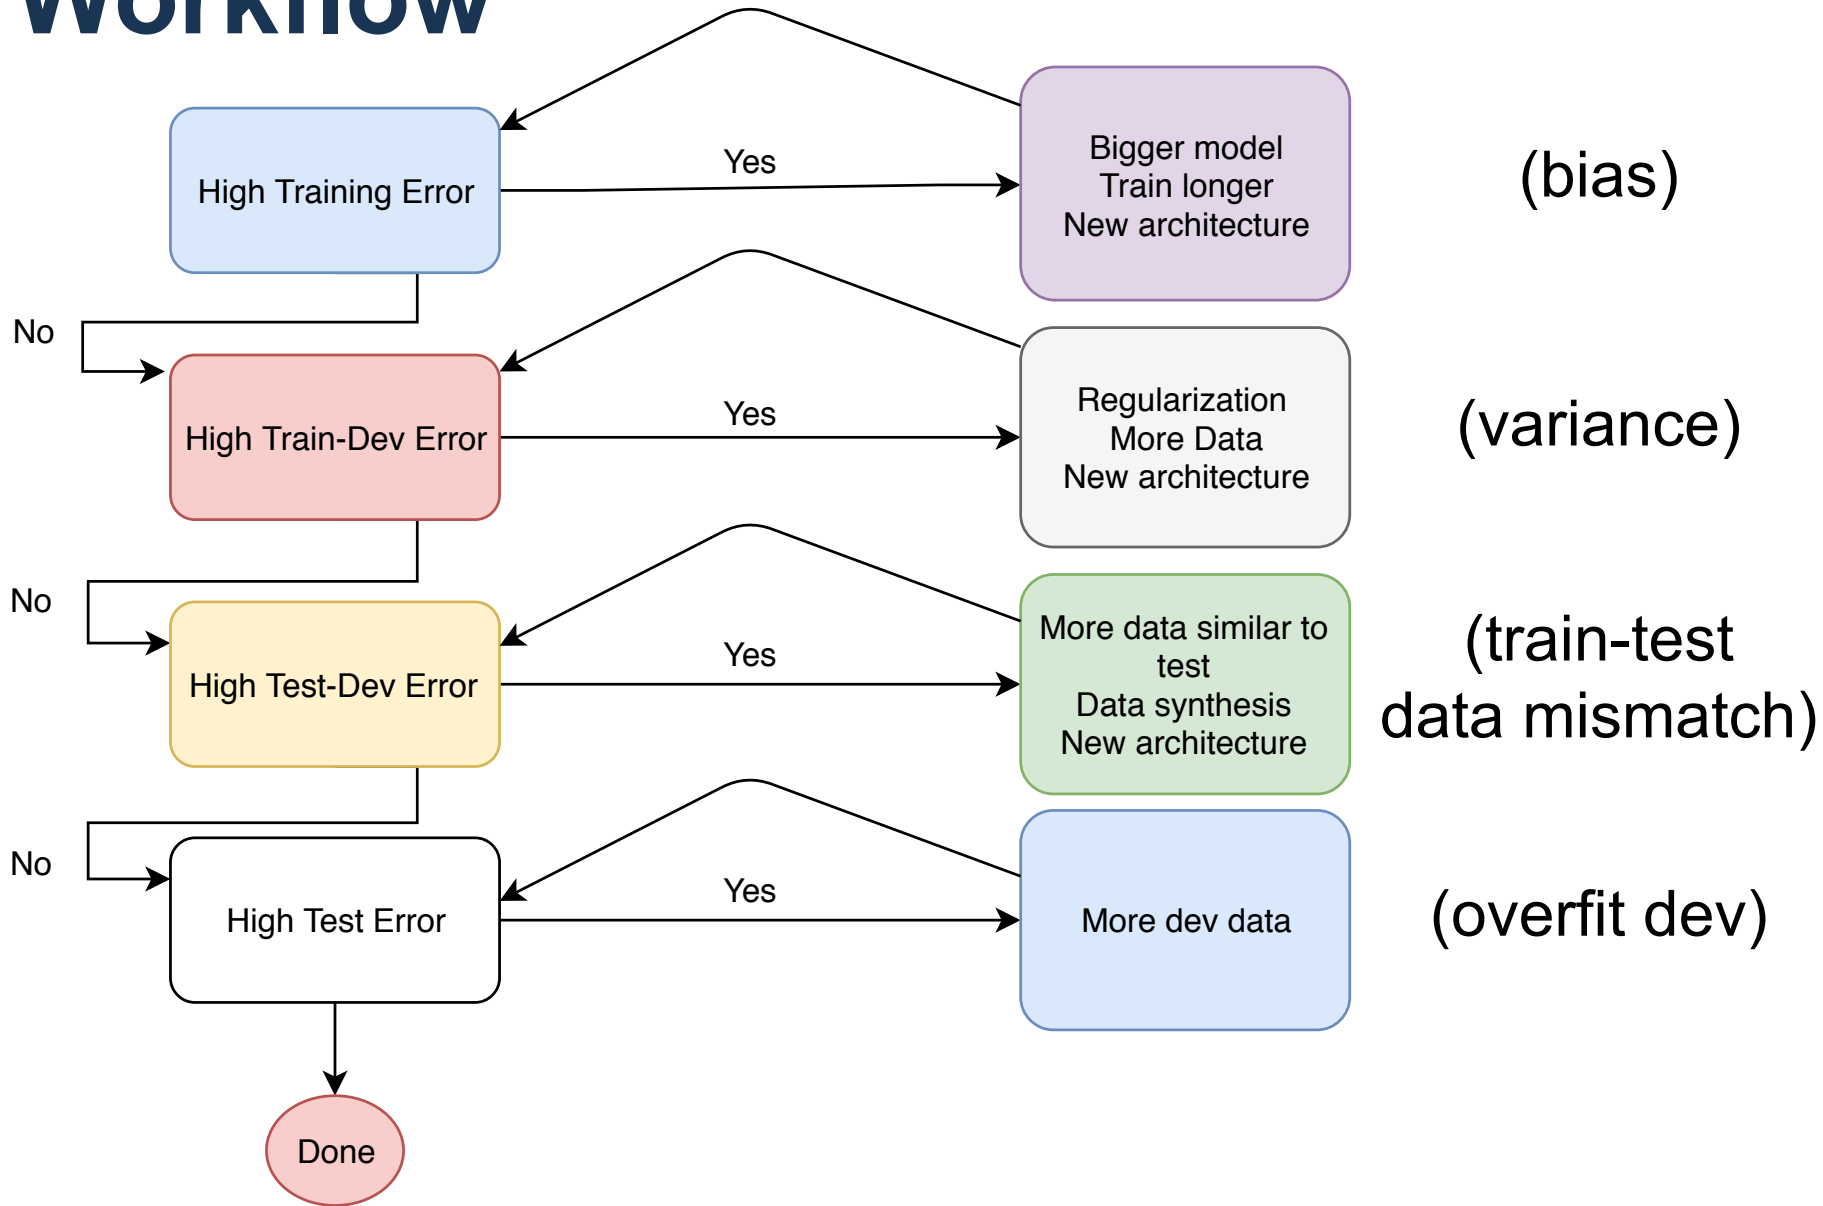 Workflow
High Training Error
Yes
Bigger model
Train longer
New architecture
(bias)
No
High Train-Dev Error
Yes
Regularization
More Data
New architecture
(variance)
No
High Test-Dev Error
Yes
More data similar to
test
Data synthesis
New architecture
(train-test
data mismatch)
No
High Test Error
Yes
More dev data
(overfit dev)
Done